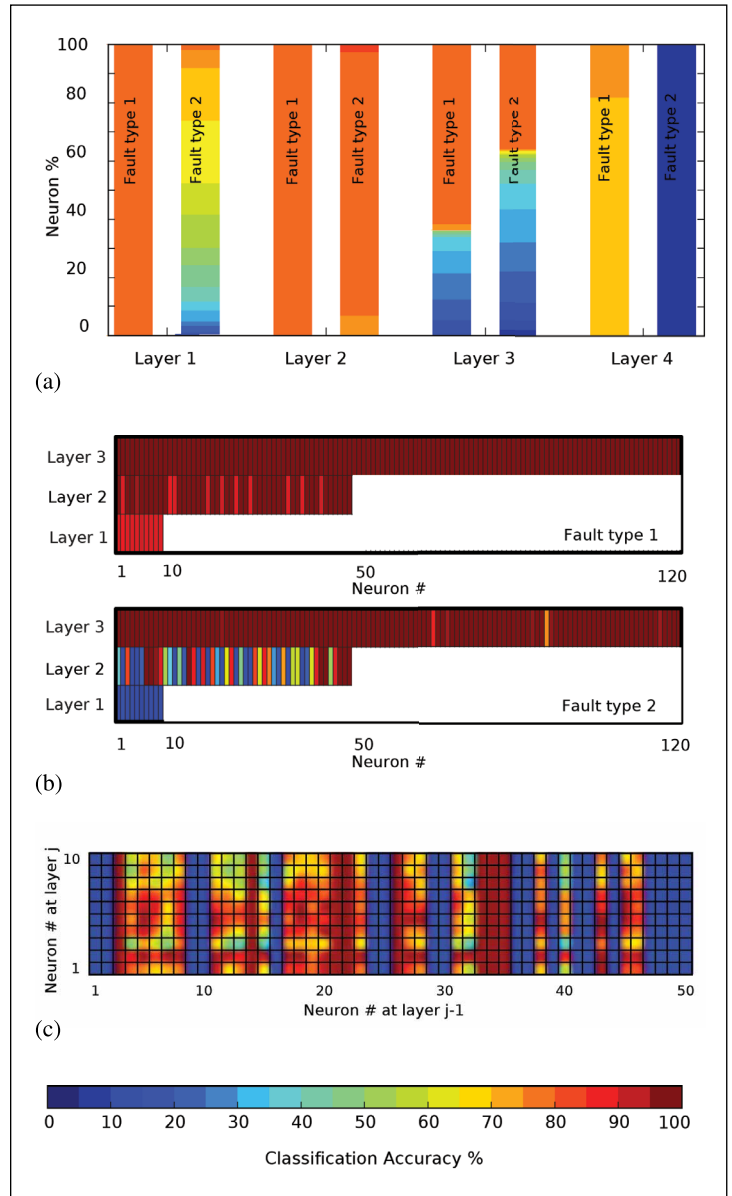 100
80
60
40
20
0
Neuron %
Fault type 1
Fault type 2
Fault type 1
Fault type 2
Fault type 1
Fault type 2
Fault type 1
Fault type 2
Layer 1
Layer 2
Layer 3
Layer 4
(a)
Layer 3
Layer 2
Layer 1
Fault type 1
1
10
50
120
Neuron #
Layer 3
Layer 2
Layer 1
Fault type 2
1
10
50
120
Neuron #
(b)
Neuron # at layer j
10
1
1
10
20
30
40
50
Neuron # at layer j-1
(c)
0
10
20
30
40
50
60
70
80
90
100
Classification Accuracy %